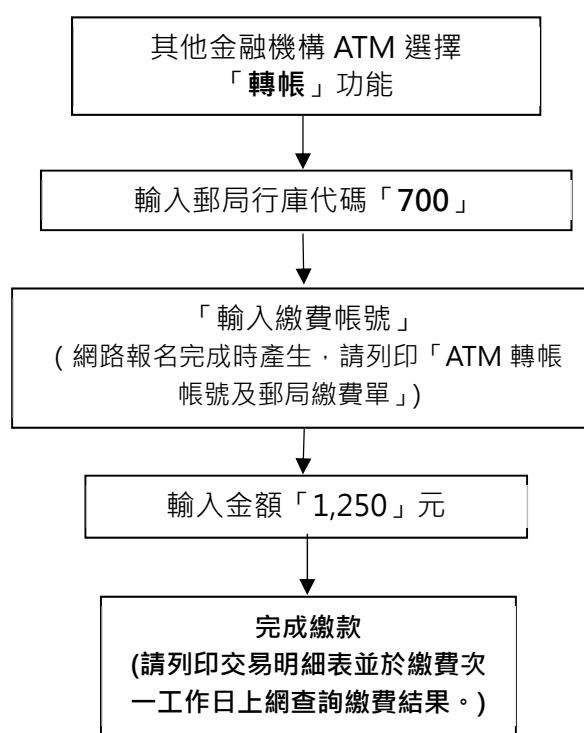 其他金融機構 ATM 選擇
「轉帳」功能
輸入郵局行庫代碼「700」
「輸入繳費帳號」
( 網路報名完成時產生，請列印「ATM 轉帳
帳號及郵局繳費單」)
輸入金額「1,250」元
完成繳款
(請列印交易明細表並於繳費次
一工作日上網查詢繳費結果。)